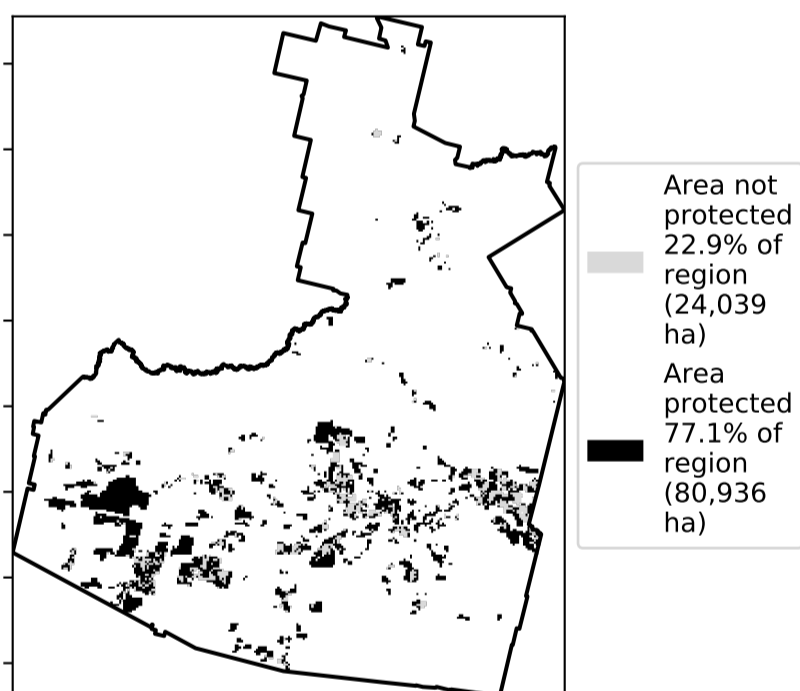 Area not
protected
22.9% of
region
(24,039
ha)
Area
protected
77.1% of
region
(80,936
ha)